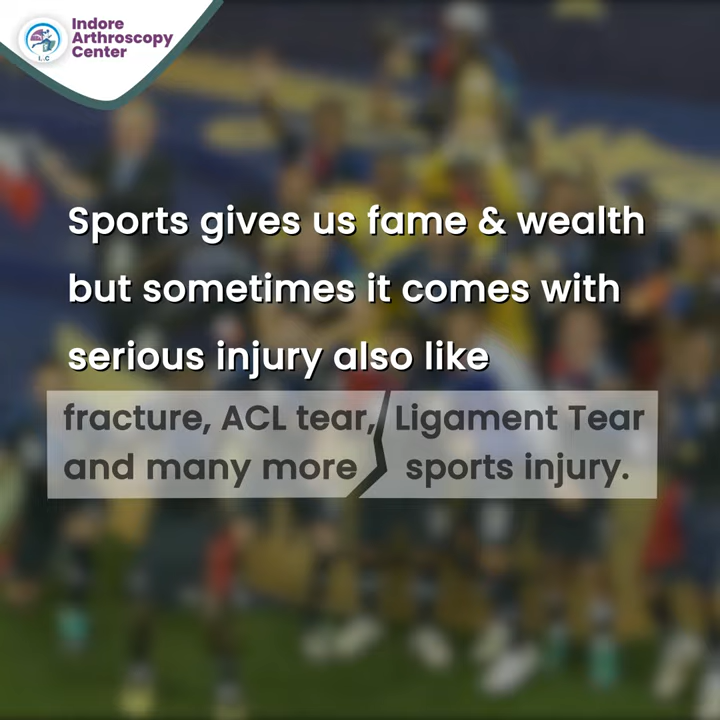 Indore
Arthroscopy
Center
Sports gives us fame & wealth
but sometimes it comes with
serious injury also like
fracture, ACL tear, Ligament Tear
and many more sports injury.